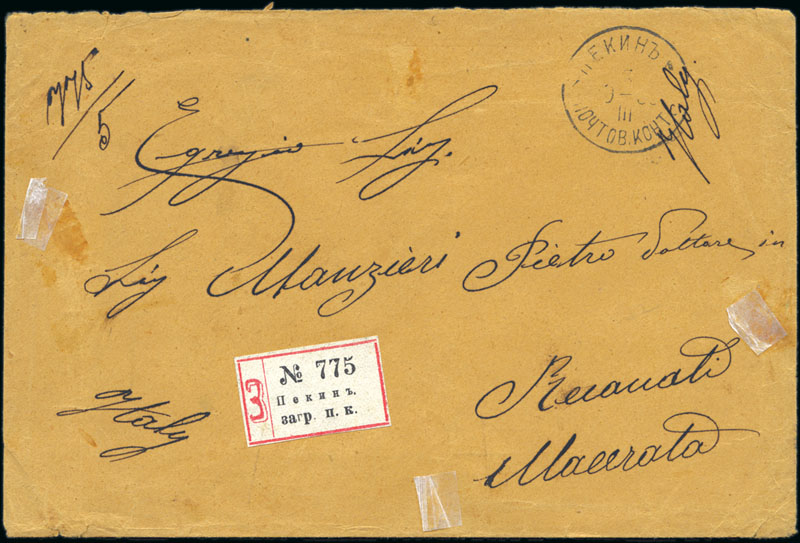 775/5
ПЕКИНЪ
III
ПОЧТОВ. КОНТ.
Italy
Egregio Sig.
Sig Manzieri Pietro Dottore in
Recanati
Macerata
Italy
З
№ 775
Пекинъ.
загр. п. к.